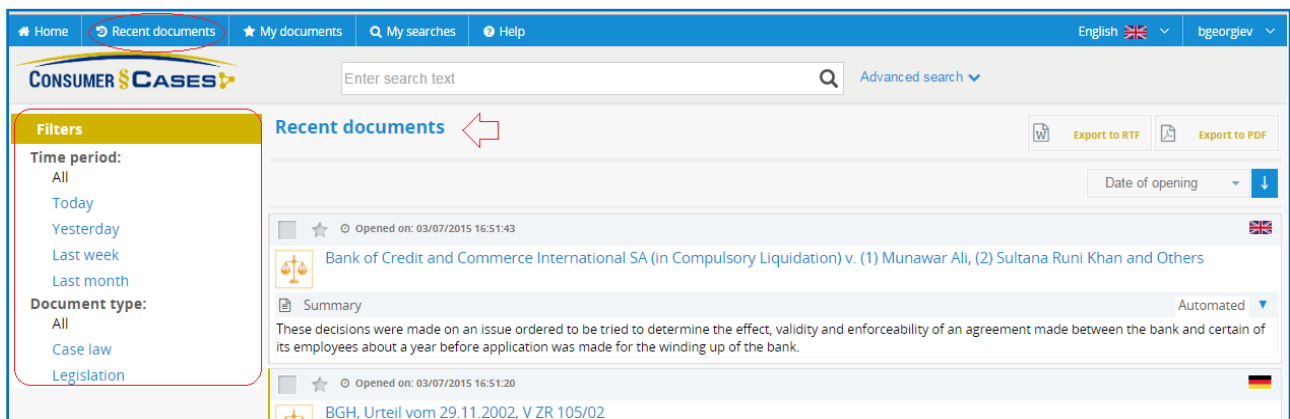 Home Recent documents My documents My searches Help English bgeorgiev
CONSUMER § CASES Enter search text Advanced search
Filters
Time period:
All
Today
Yesterday
Last week
Last month
Document type:
All
Case law
Legislation
Recent documents
Export to RTF Export to PDF
Date of opening
Opened on: 03/07/2015 16:51:43
Bank of Credit and Commerce International SA (in Compulsory Liquidation) v. (1) Munawar Ali, (2) Sultana Runi Khan and Others
Summary Automated
These decisions were made on an issue ordered to be tried to determine the effect, validity and enforceability of an agreement made between the bank and certain of
its employees about a year before application was made for the winding up of the bank.
Opened on: 03/07/2015 16:51:20
BGH, Urteil vom 29.11.2002, V ZR 105/02